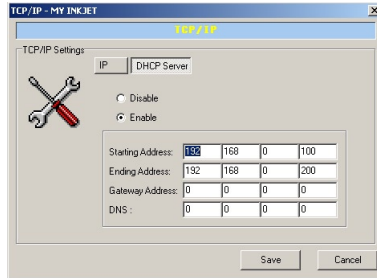 TCP/IP - MY INKJET
TCP/IP
TCP/IP Settings
IP DHCP Server
Disable
Enable
Starting Address: 192 168 0 100
Ending Address: 192 168 0 200
Gateway Address: 0 0 0 0
DNS : 0 0 0 0
Save Cancel